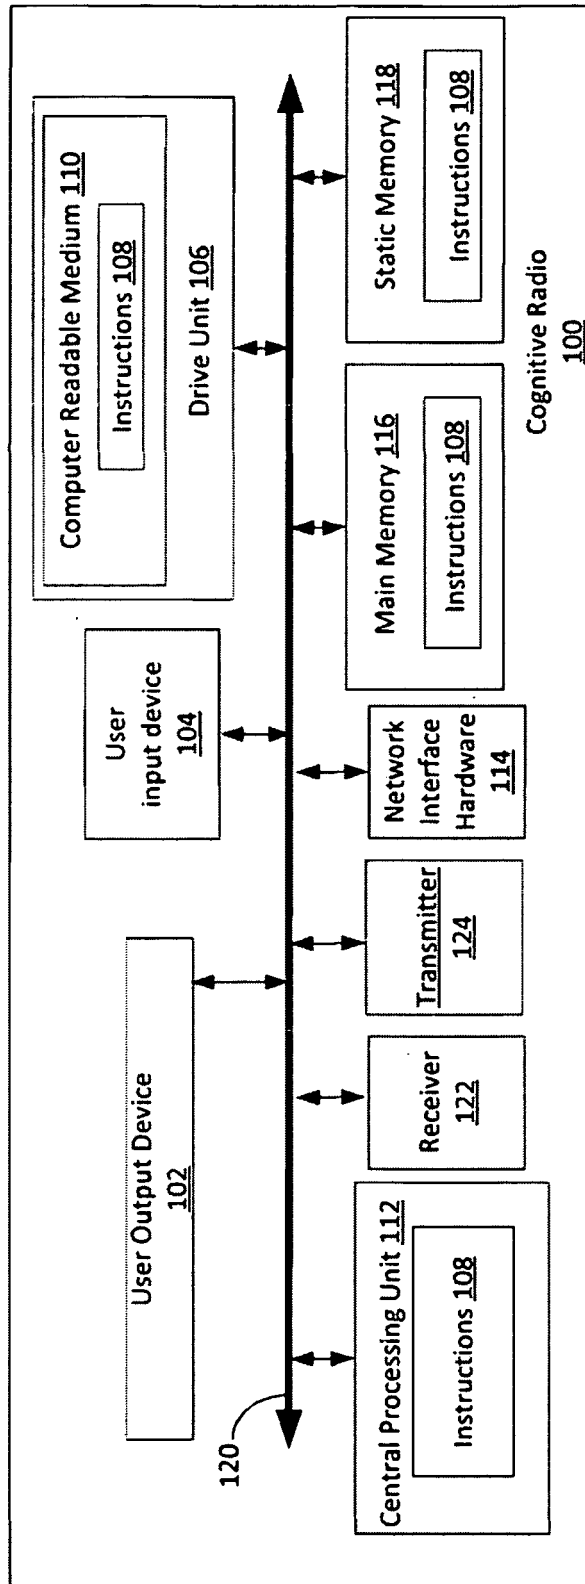 User Output Device
102
User
input device
104
Computer Readable Medium 110
Instructions 108
Drive Unit 106
120
Central Processing Unit 112
Instructions 108
Receiver
122
Transmitter
124
Network
Interface
Hardware
114
Main Memory 116
Instructions 108
Static Memory 118
Instructions 108
Cognitive Radio
100